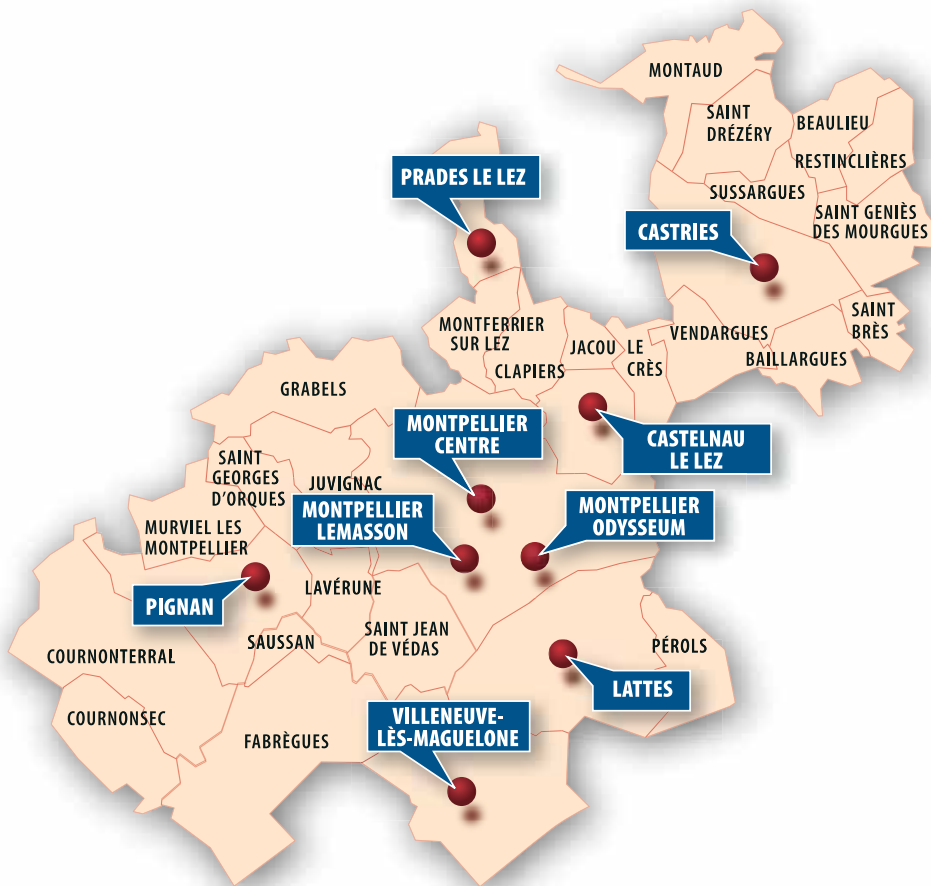 MONTAUD
SAINT
DRÉZÉRY
BEAULIEU
RESTINCLIÈRES
PRADES LE LEZ
SUSSARGUES
SAINT GENIÈS
DES MOURGUES
CASTRIES
SAINT
BRÈS
MONTFERRIER
SUR LEZ
VENDARGUES
JACOU
LE
CRÈS
BAILLARGUES
CLAPIERS
GRABELS
MONTPELLIER
CENTRE
CASTELNAU
LE LEZ
SAINT
GEORGES
D'ORQUES
JUVIGNAC
MONTPELLIER
LEMASSON
MONTPELLIER
ODYSSEUM
MURVIEL LES
MONTPELLIER
LAVÉRUNE
PIGNAN
SAINT JEAN
DE VÉDAS
SAUSSAN
PÉROLS
COURNONTERRAL
LATTES
COURNONSEC
VILLENEUVE-
LÈS-MAGUELONE
FABRÈGUES